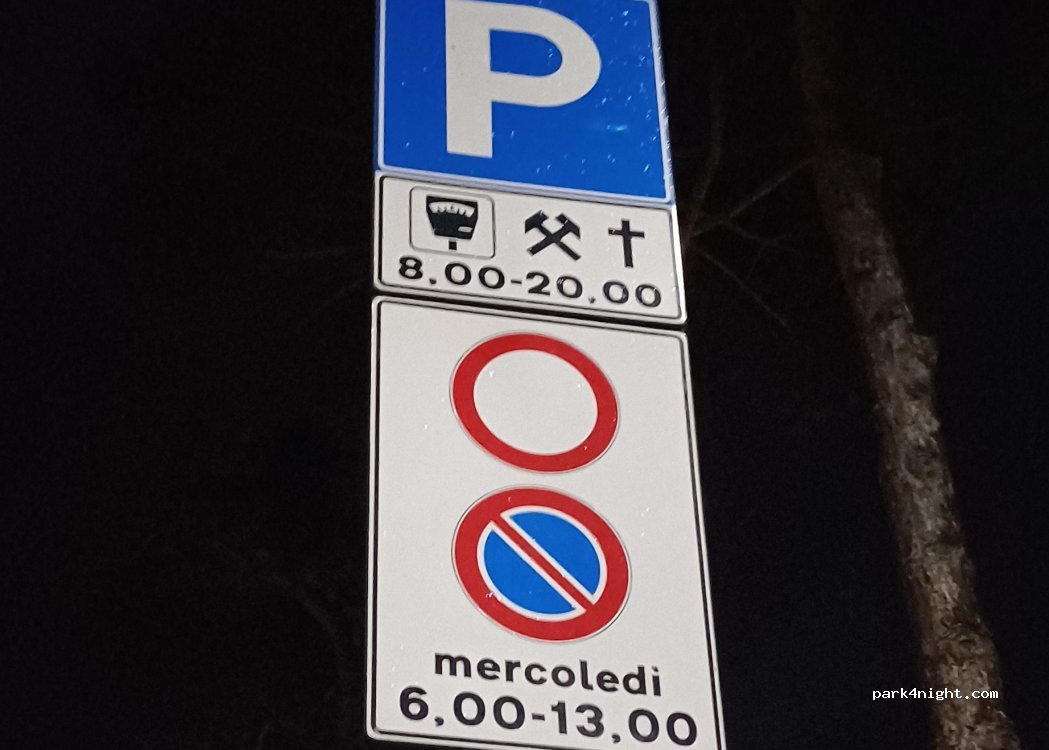 P
8,00-20,00
mercoledi
6,00-13,00
park4night.com